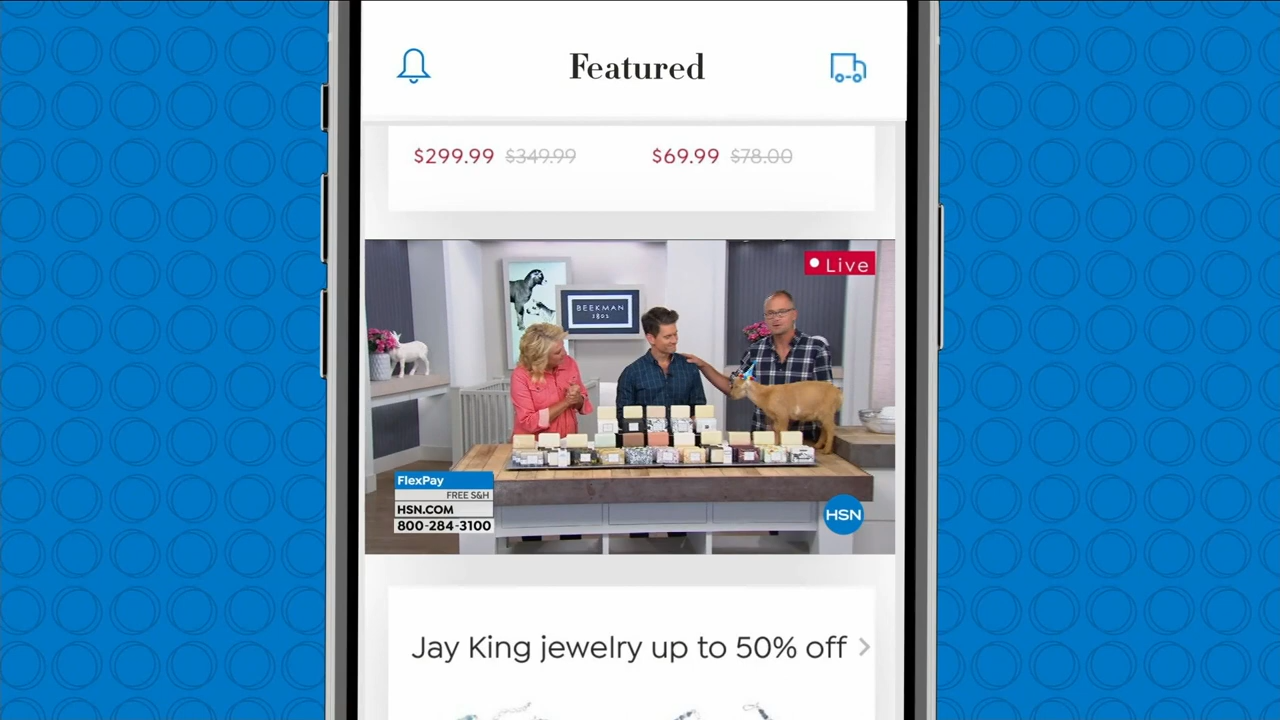 Featured
$299.99 $349.99 $69.99 $78.00
Live
BEEKMAN
1802
FlexPay
FREE S&H
HSN.COM
800-284-3100
HSN
Jay King jewelry up to 50% off